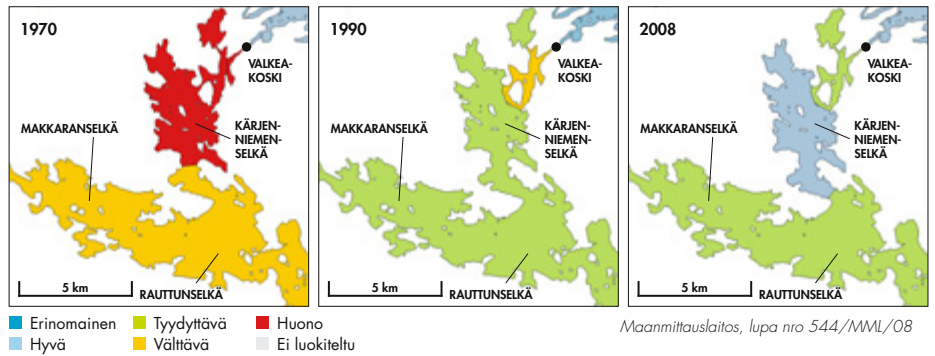 1970
VALKEA-
KOSKI
MAKKARANSELKÄ
KÄRJEN-
NIEMEN-
SELKÄ
5 km
RAUTTUNSELKÄ
1990
VALKEA-
KOSKI
MAKKARANSELKÄ
KÄRJEN-
NIEMEN-
SELKÄ
5 km
RAUTTUNSELKÄ
2008
VALKEA-
KOSKI
MAKKARANSELKÄ
KÄRJEN-
NIEMEN-
SELKÄ
5 km
RAUTTUNSELKÄ
Erinomainen
Hyvä
Tyydyttävä
Välttävä
Huono
Ei luokiteltu
Maanmittauslaitos, lupa nro 544/MML/08